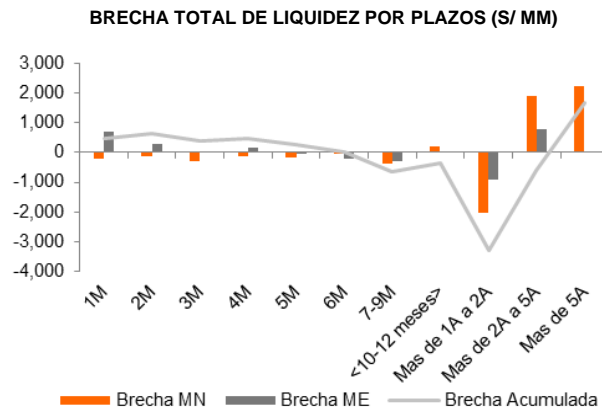 BRECHA TOTAL DE LIQUIDEZ POR PLAZOS (S/ MM)
3,000
2,000
1,000
0
-1,000
-2,000
-3,000
-4,000
1M
2M
3M
4M
5M
6M
7-9M
<10-12 meses>
Mas de 1A a 2A
Mas de 2A a 5A
Mas de 5A
Brecha MN
Brecha ME
Brecha Acumulada